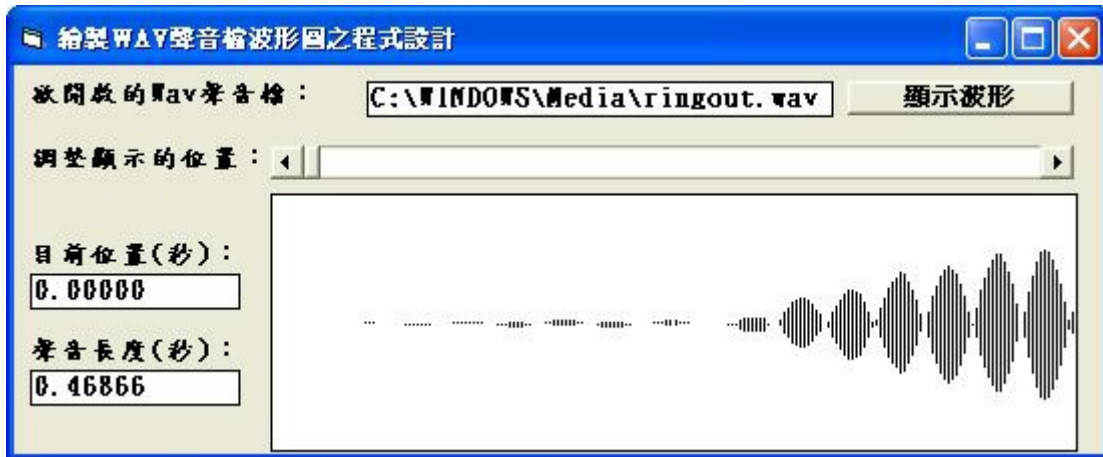 繪製WAV聲音檔波形圖之程式設計
欲開啟的Wav聲音檔：
C:\WINDOWS\Media\ringout.wav
顯示波形
調整顯示的位置：
目前位置(秒)：
0.00000
聲音長度(秒)：
0.46866